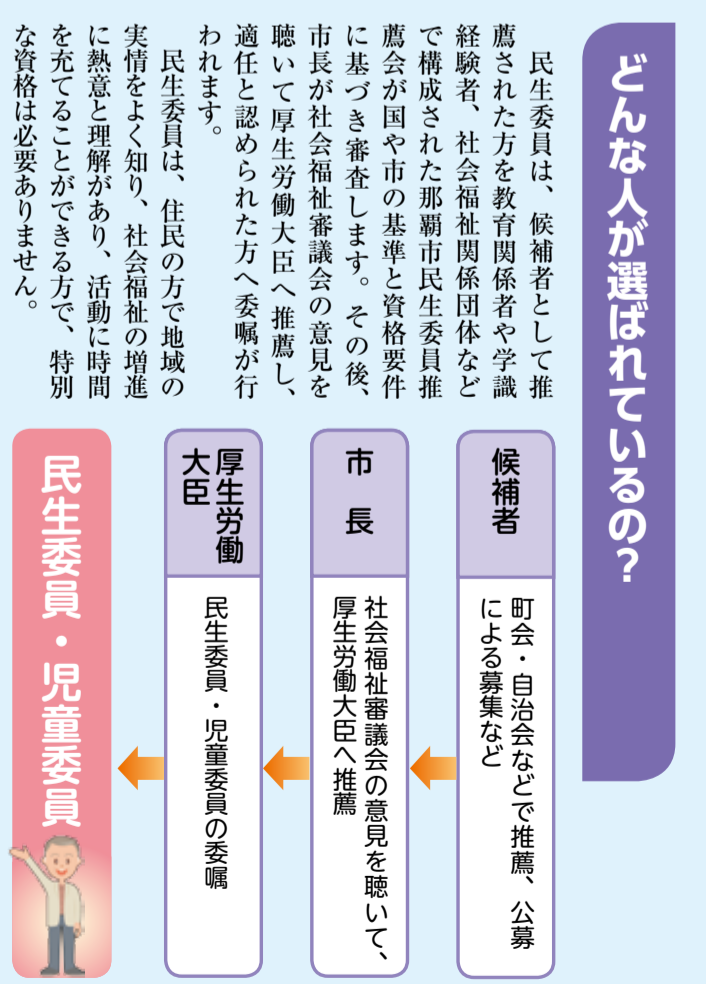 どんな人が選ばれているの?
　民生委員は、候補者として推
薦された方を教育関係者や学識
経験者、社会福祉関係団体など
で構成された那覇市民生委員推
薦会が国や市の基準と資格要件
に基づき審査します。その後、
市長が社会福祉審議会の意見を
聴いて厚生労働大臣へ推薦し、
適任と認められた方へ委嘱が行
われます。
　民生委員は、住民の方で地域の
実情をよく知り、社会福祉の増進
に熱意と理解があり、活動に時間
を充てることができる方で、特別
な資格は必要ありません。
候補者
町会・自治会などで推薦、公募
による募集など
市　長
社会福祉審議会の意見を聴いて、
厚生労働大臣へ推薦
厚生労働
大臣
民生委員・児童委員の委嘱
民生委員・児童委員